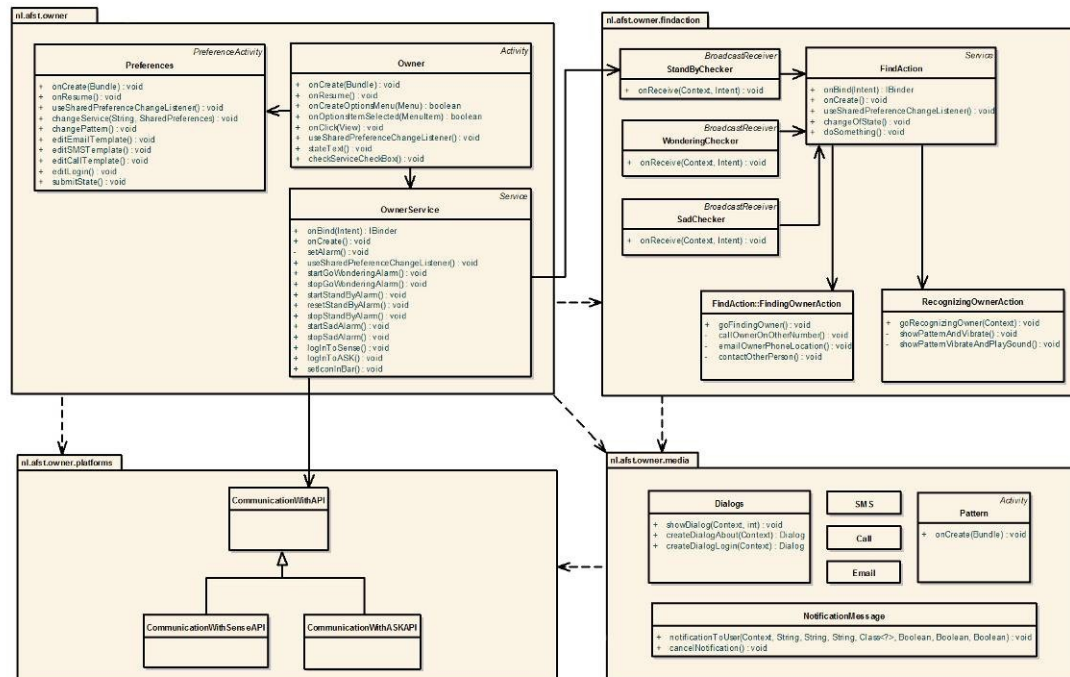 nl.afst.owner
PreferenceActivity
Preferences
+ onCreate(Bundle) : void
+ onResume() : void
+ useSharedPreferenceChangeListener() : void
+ changeService(String, SharedPreferences) : void
+ changePattern() : void
+ editEmailTemplate() : void
+ editSMSTemplate() : void
+ editCallTemplate() : void
+ editLogin() : void
+ submitState() : void
Activity
Owner
+ onCreate(Bundle) : void
+ onResume() : void
+ onCreateOptionsMenu(Menu) : boolean
+ onOptionsItemSelected(MenuItem) : boolean
+ onClick(View) : void
+ useSharedPreferenceChangeListener() : void
+ stateText() : void
+ checkServiceCheckBox() : void
Service
OwnerService
+ onBind(Intent) : IBinder
+ onCreate() : void
- setAlarm() : void
+ useSharedPreferenceChangeListener() : void
+ startGoWonderingAlarm() : void
+ stopGoWonderingAlarm() : void
+ startStandByAlarm() : void
+ resetStandByAlarm() : void
+ stopStandByAlarm() : void
+ startSadAlarm() : void
+ stopSadAlarm() : void
+ logInToSense() : void
+ logInToASK() : void
+ setIconInBar() : void
nl.afst.owner.findaction
BroadcastReceiver
StandByChecker
+ onReceive(Context, Intent) : void
BroadcastReceiver
WonderingChecker
+ onReceive(Context, Intent) : void
BroadcastReceiver
SadChecker
+ onReceive(Context, Intent) : void
Service
FindAction
+ onBind(Intent) : IBinder
+ onCreate() : void
+ useSharedPreferenceChangeListener() : void
+ changeOfState() : void
+ doSomething() : void
FindAction::FindingOwnerAction
+ goFindingOwner() : void
- callOwnerOnOtherNumber() : void
- emailOwnerPhoneLocation() : void
- contactOtherPerson() : void
RecognizingOwnerAction
+ goRecognizingOwner(Context) : void
- showPatternAndVibrate() : void
- showPatternVibrateAndPlaySound() : void
nl.afst.owner.platforms
CommunicationWithAPI
CommunicationWithSenseAPI
CommunicationWithASKAPI
nl.afst.owner.media
Dialogs
+ showDialog(Context, int) : void
+ createDialogAbout(Context) : Dialog
+ createDialogLogin(Context) : Dialog
SMS
Call
Email
Activity
Pattern
+ onCreate(Bundle) : void
NotificationMessage
+ notificationToUser(Context, String, String, String, Class<?>, Boolean, Boolean, Boolean) : void
+ cancelNotification() : void